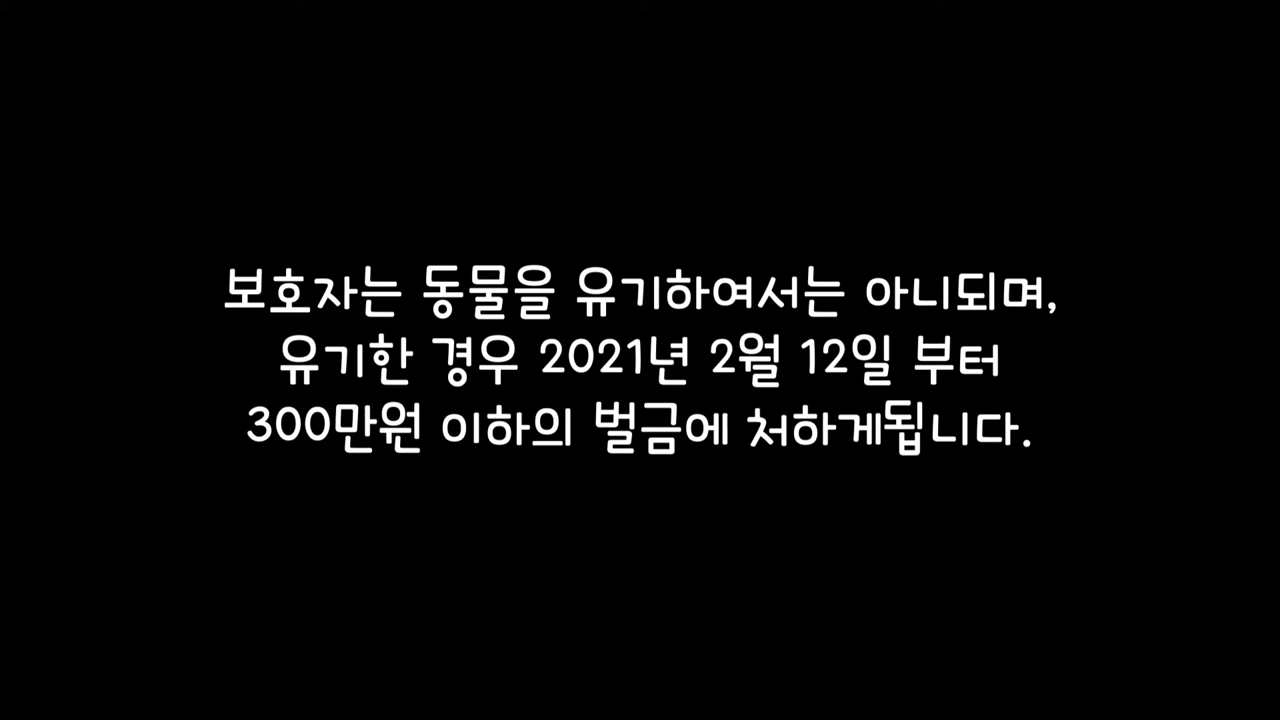 보호자는 동물을 유기하여서는 아니되며,
유기한 경우 2021년 2월 12일 부터
300만원 이하의 벌금에 처하게됩니다.